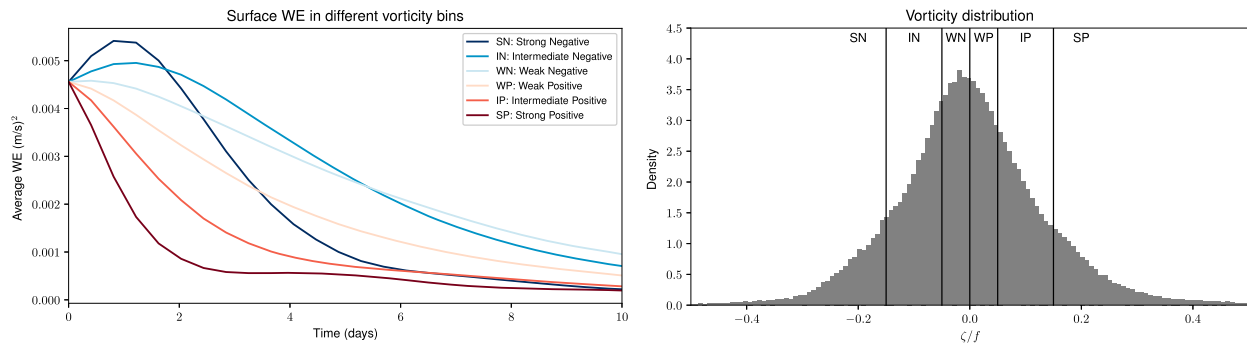 Surface WE in different vorticity bins
Average WE (m/s)²
0.005
0.004
0.003
0.002
0.001
0.000
SN: Strong Negative
IN: Intermediate Negative
WN: Weak Negative
WP: Weak Positive
IP: Intermediate Positive
SP: Strong Positive
0 2 4 6 8 10
Time (days)
Vorticity distribution
Density
4.5
4.0
3.5
3.0
2.5
2.0
1.5
1.0
0.5
0.0
SN IN WN WP IP SP
−0.4 −0.2 0.0 0.2 0.4
ζ/f